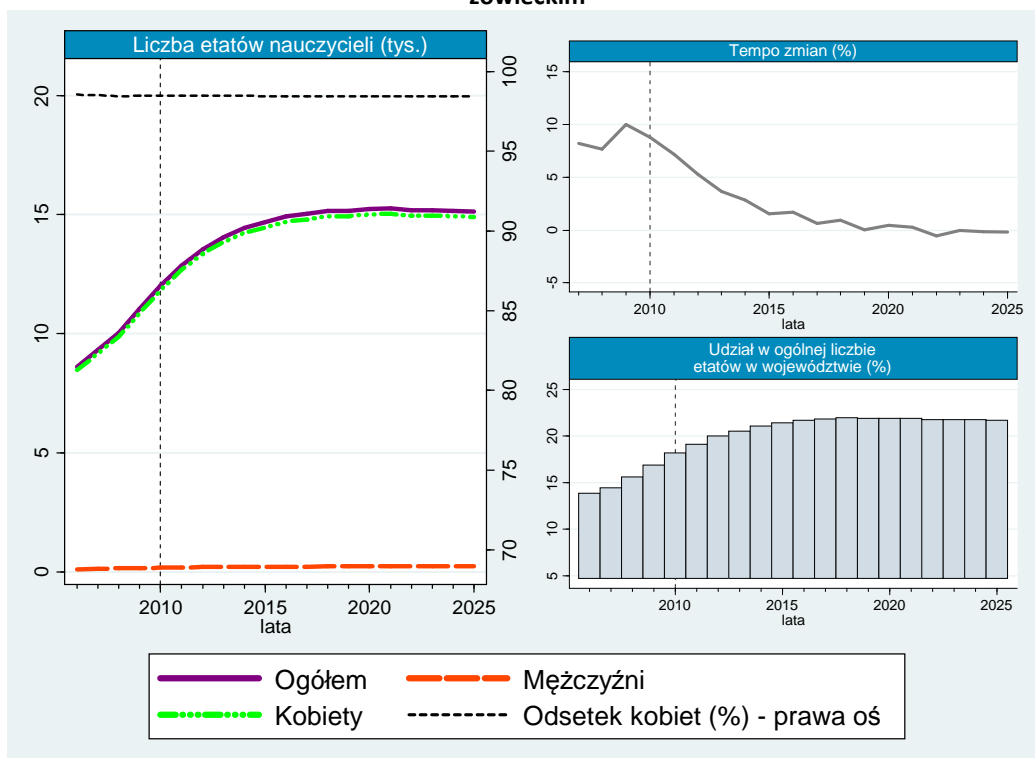 zowieckim
Liczba etatów nauczycieli (tys.)
0
5
10
15
20
70
75
80
85
90
95
100
2010
2015
2020
2025
lata
Tempo zmian (%)
-5
0
5
10
15
2010
2015
2020
2025
lata
Udział w ogólnej liczbie
etatów w województwie (%)
5
10
15
20
25
2010
2015
2020
2025
lata
Ogółem
Mężczyźni
Kobiety
Odsetek kobiet (%) - prawa oś